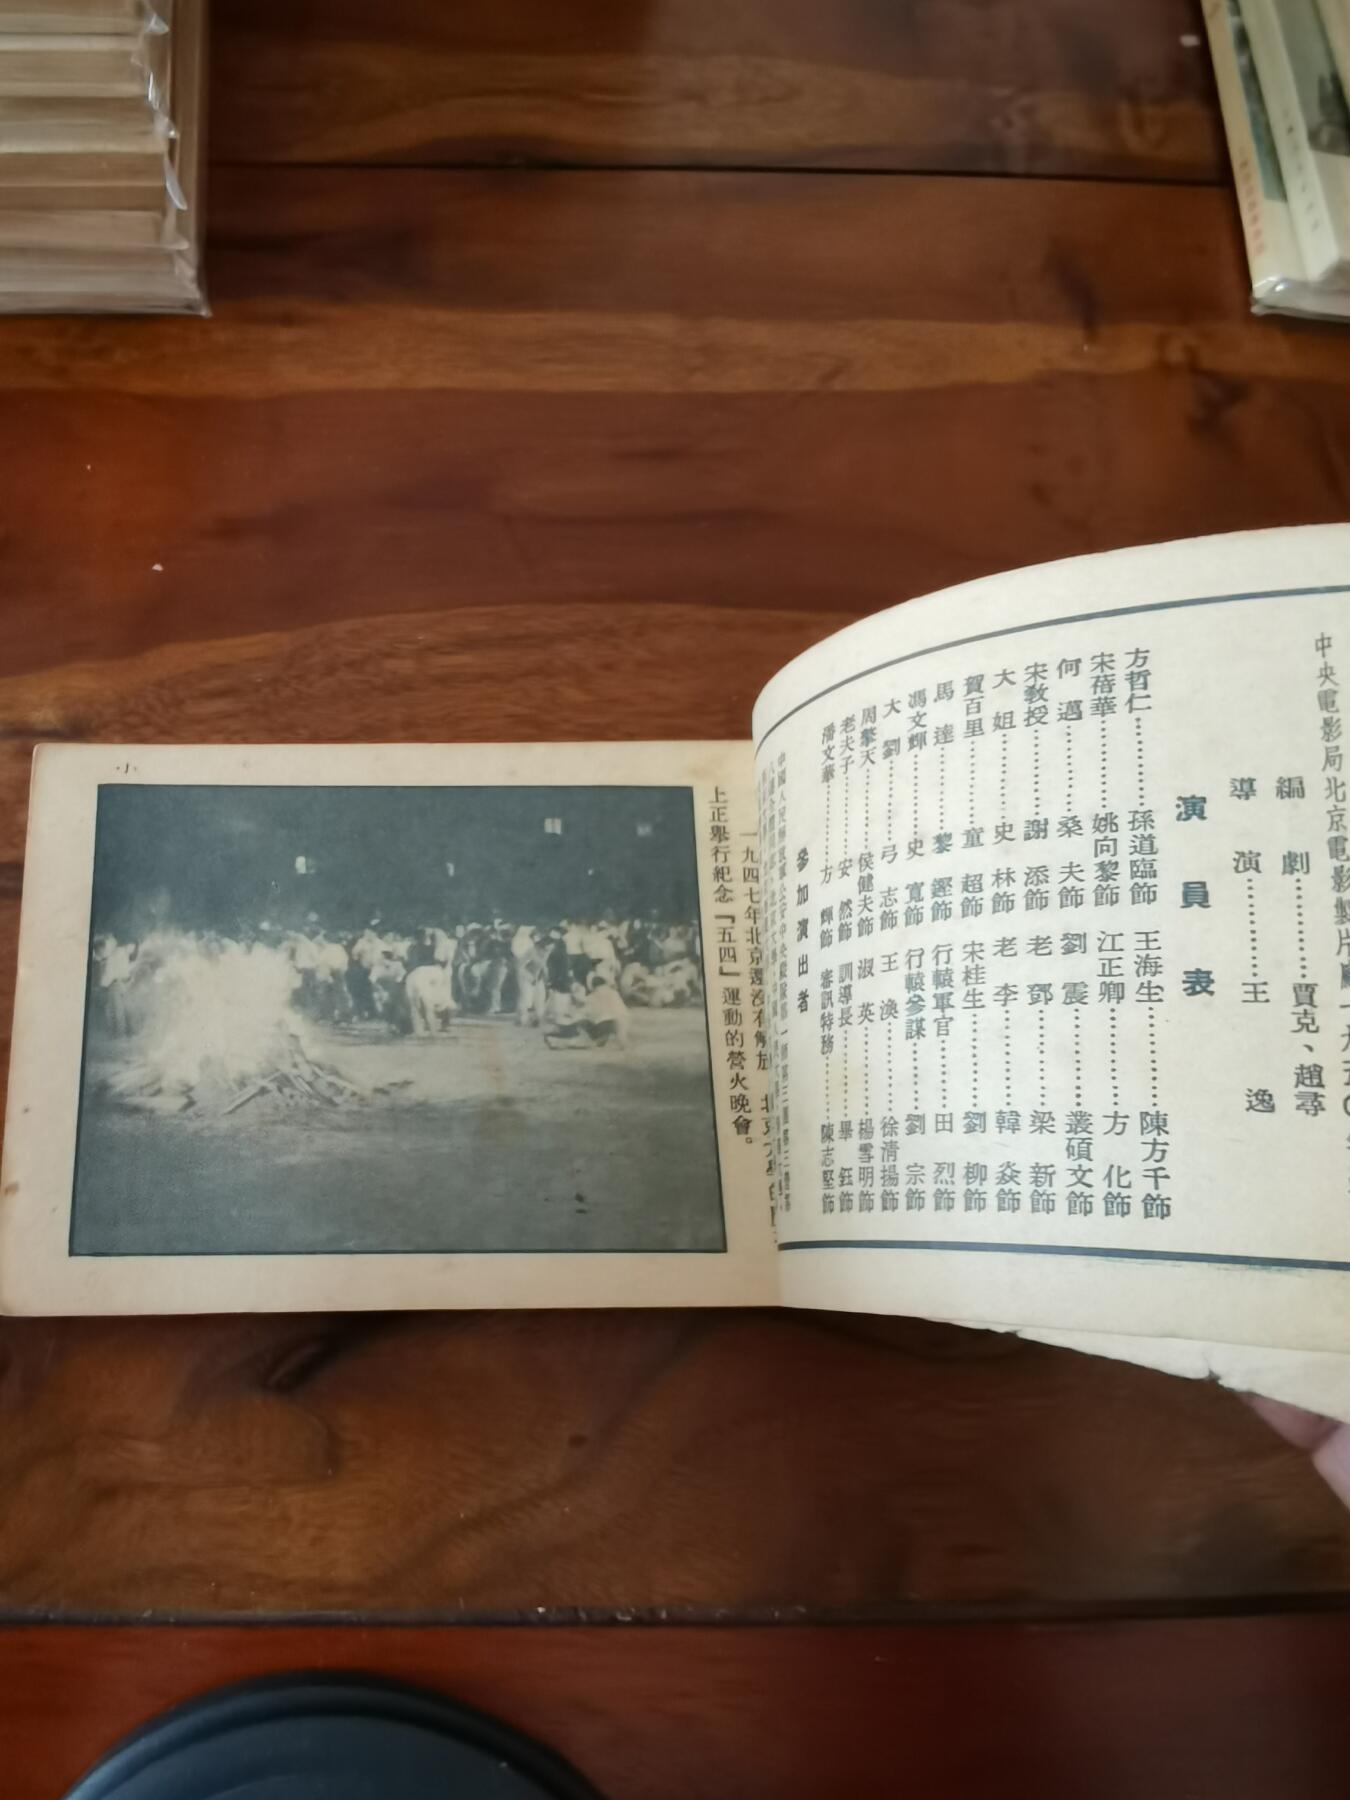 中央電影局北京電影製片廠一九五〇年
編劇…………賈克、趙尋
導演…………王逸
演員表
方哲仁…………孫道臨飾
王海生…………陳方千飾
宋蓓華…………姚向黎飾
江正卿…………方化飾
何邁…………桑夫飾
劉震…………叢碩文飾
宋教授…………謝添飾
老鄧…………梁新飾
大姐…………史林飾
老李…………韓焱飾
賀百里…………童超飾
宋桂生…………劉柳飾
馬達…………黎鏗飾
行轅軍官…………田烈飾
馮文輝…………史寬飾
行轅參謀…………劉宗飾
大劉…………弓志飾
王渙…………徐清揚飾
周擎天…………侯健夫飾
淑英…………楊雪明飾
老夫子…………安然飾
訓導長…………畢鈺飾
潘文華…………方輝飾
審訊特務…………陳志堅飾
參加演出者
一九四七年北京還沒有解放
上正舉行紀念「五四」運動的營火晚會。
小